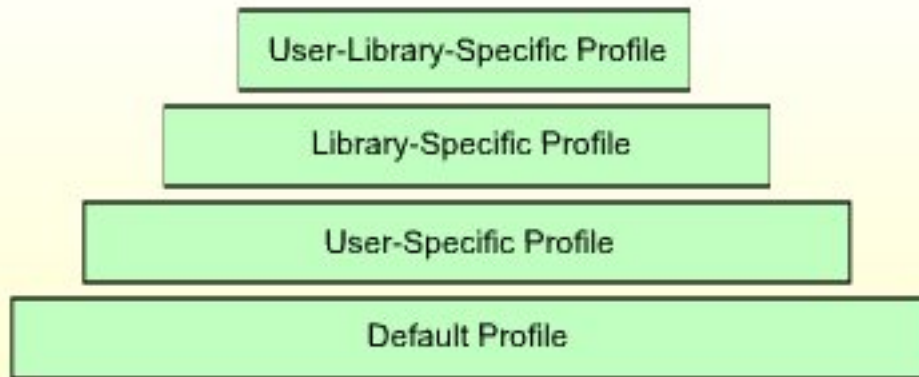 User-Library-Specific Profile
Library-Specific Profile
User-Specific Profile
Default Profile